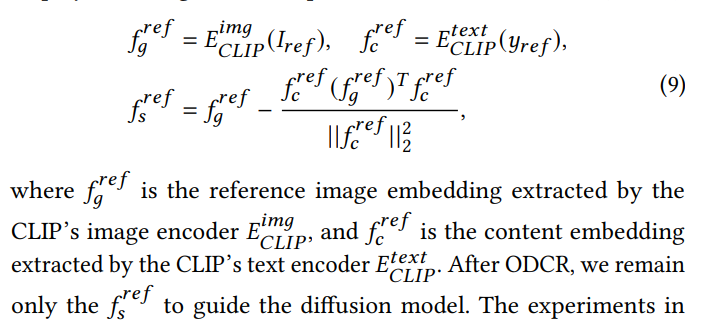 f_g^{ref} = E_{CLIP}^{img}(I_{ref}), f_c^{ref} = E_{CLIP}^{text}(y_{ref}),
f_s^{ref} = f_g^{ref} - \frac{f_c^{ref}(f_g^{ref})^T f_c^{ref}}{||f_c^{ref}||_2^2}, (9)
where f_g^{ref} is the reference image embedding extracted by the
CLIP's image encoder E_{CLIP}^{img}, and f_c^{ref} is the content embedding
extracted by the CLIP's text encoder E_{CLIP}^{text}. After ODCR, we remain
only the f_s^{ref} to guide the diffusion model. The experiments in